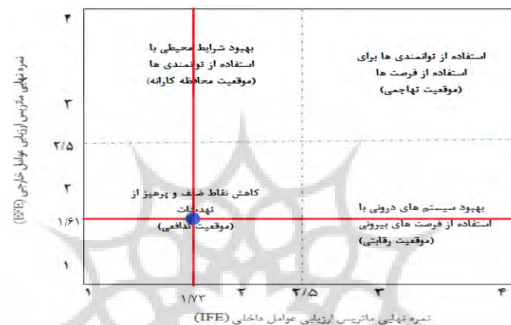 ۴
بهبود شرایط محیطی با
استفاده از توانمندی ها
(موقعیت محافظه کارانه)
استفاده از توانمندی ها برای
استفاده از فرصت ها
(موقعیت تهاجمی)
۳
۲/۵
۲
کاهش نقاط ضعف و پرهیز از
تهدیدات
(موقعیت تدافعی)
بهبود سیستم های درونی با
استفاده از فرصت های بیرونی
(موقعیت رقابتی)
۱/۶۱
۱
نمره نهایی ماتریس ارزیابی عوامل خارجی (EFE)
۱
۱/۷۳
۲
۲/۵
۳
۴
نمره نهایی ماتریس ارزیابی عوامل داخلی (IFE)